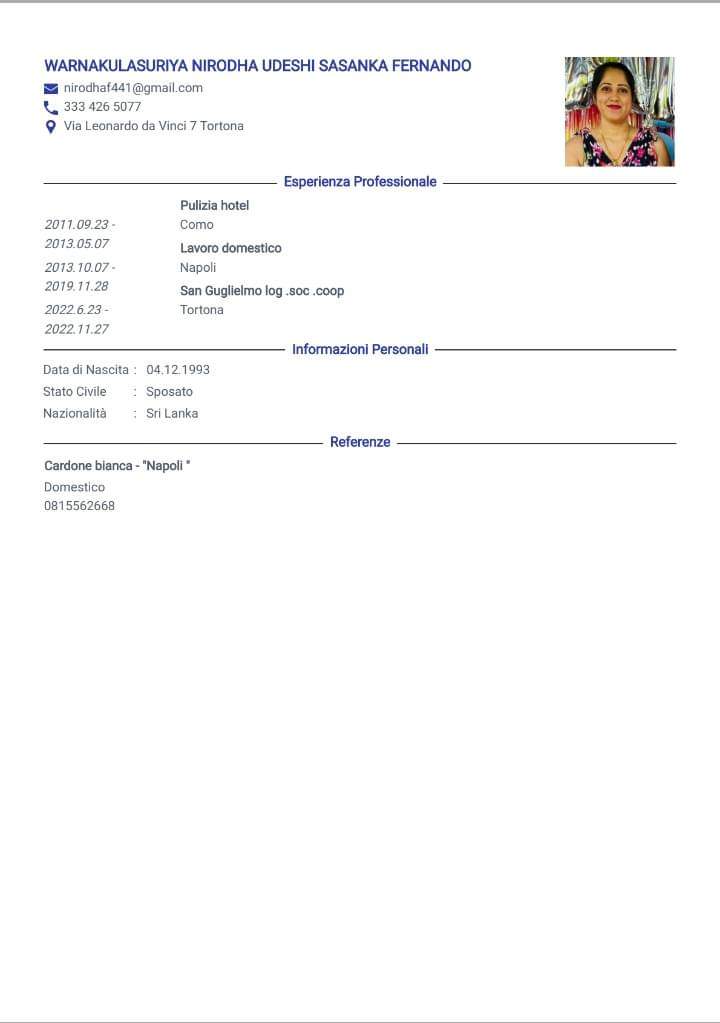 WARNAKULASURIYA NIRODHA UDESHI SASANKA FERNANDO
nirodhaf441@gmail.com
333 426 5077
Via Leonardo da Vinci 7 Tortona
Esperienza Professionale
Pulizia hotel
2011.09.23 - Como
2013.05.07
Lavoro domestico
2013.10.07 - Napoli
2019.11.28
San Guglielmo log .soc .coop
2022.6.23 - Tortona
2022.11.27
Informazioni Personali
Data di Nascita : 04.12.1993
Stato Civile : Sposato
Nazionalità : Sri Lanka
Referenze
Cardone bianca - "Napoli "
Domestico
0815562668